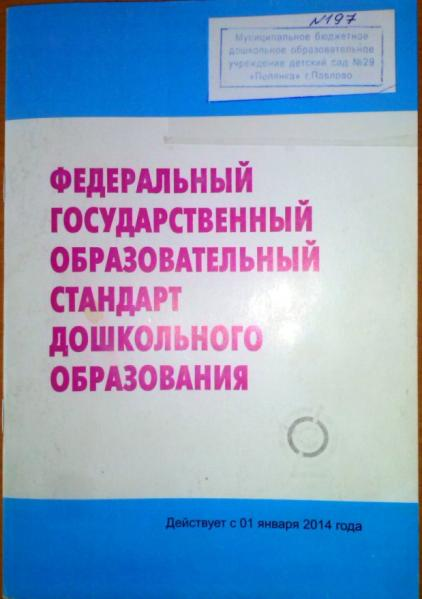 №197
Муниципальное бюджетное
дошкольное образовательное
учреждение детский сад №29
«Полянка» г.Павлово
ФЕДЕРАЛЬНЫЙ
ГОСУДАРСТВЕННЫЙ
ОБРАЗОВАТЕЛЬНЫЙ
СТАНДАРТ
ДОШКОЛЬНОГО
ОБРАЗОВАНИЯ
Действует с 01 января 2014 года